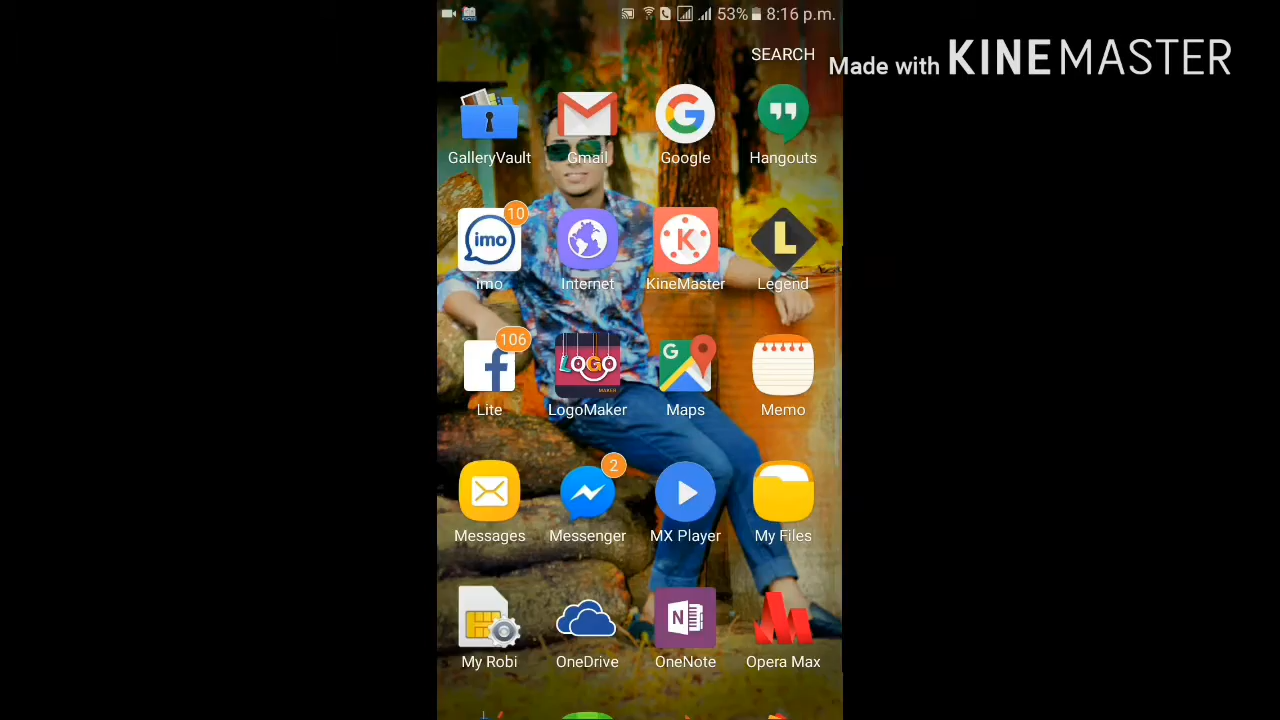 53% 8:16 p.m.
SEARCH
Made with KINEMASTER
GalleryVault Gmail Google Hangouts
10
imo
imo Internet KineMaster Legend
K
L
106
LOGO
MAKER
G
Lite LogoMaker Maps Memo
2
Messages Messenger MX Player My Files
N
My Robi OneDrive OneNote Opera Max